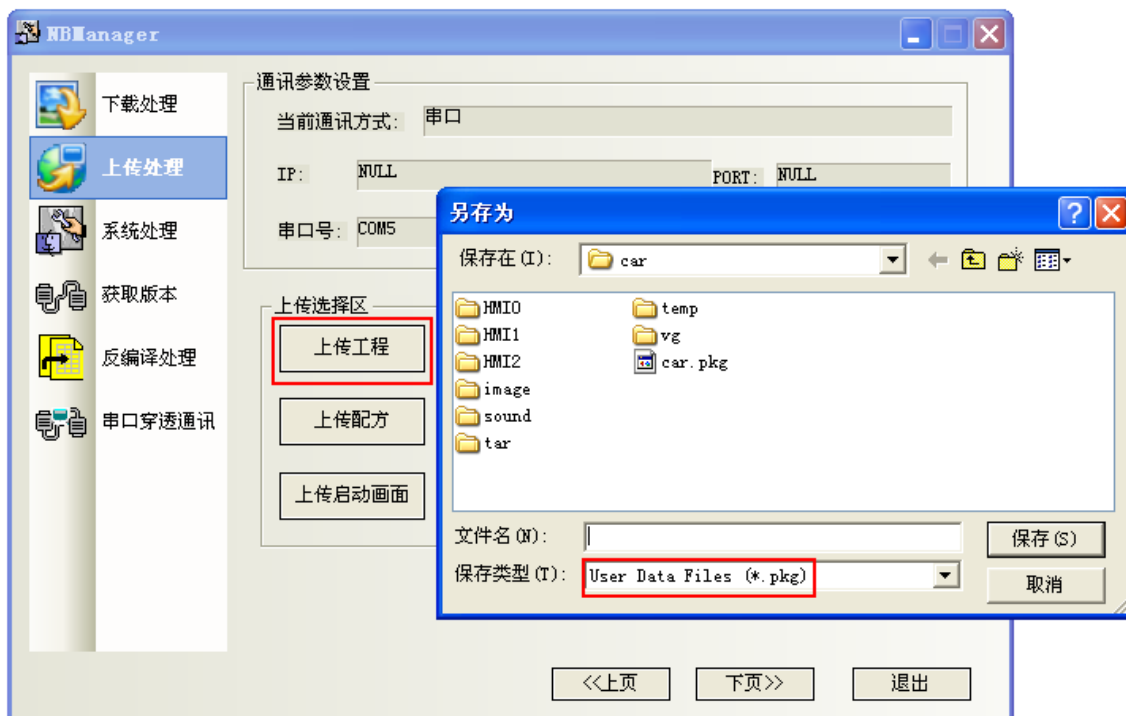 NBManager
下载处理
上传处理
系统处理
获取版本
反编译处理
串口穿透通讯
通讯参数设置
当前通讯方式: 串口
IP: NULL PORT: NULL
串口号: COM5
上传选择区
上传工程
上传配方
上传启动画面
另存为
保存在(I): car
HMI0
HMI1
HMI2
image
sound
tar
temp
vg
car.pkg
文件名(N):
保存(S)
保存类型(T): User Data Files (*.pkg)
取消
<<上页 下页>> 退出